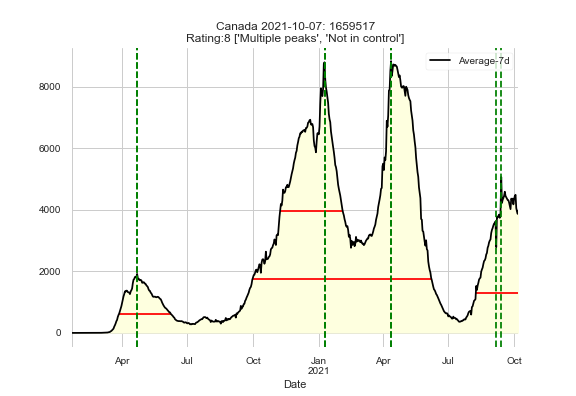 Canada 2021-10-07: 1659517
Rating:8 ['Multiple peaks', 'Not in control']
Average-7d
8000
6000
4000
2000
0
Apr Jul Oct Jan Apr Jul Oct
2021
Date